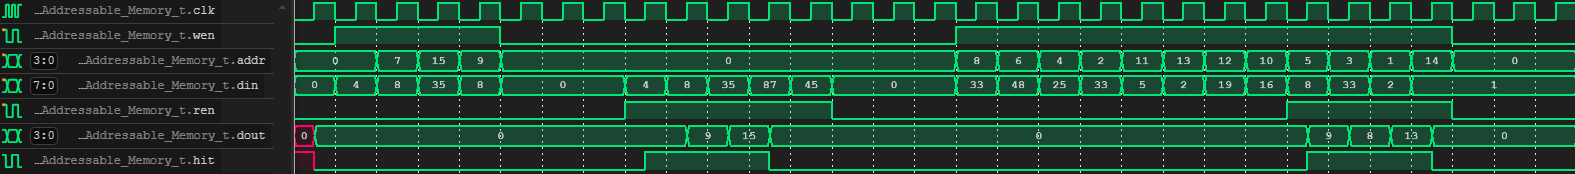 …Addressable_Memory_t.clk
…Addressable_Memory_t.wen
3:0 …Addressable_Memory_t.addr 0 7 15 9 0 8 6 4 2 11 13 12 10 5 3 1 14 0
7:0 …Addressable_Memory_t.din 0 4 8 35 8 0 4 8 35 87 45 0 33 48 25 33 5 2 19 16 8 33 2 1
…Addressable_Memory_t.ren
3:0 …Addressable_Memory_t.dout 0 0 9 15 0 9 8 13 0
…Addressable_Memory_t.hit